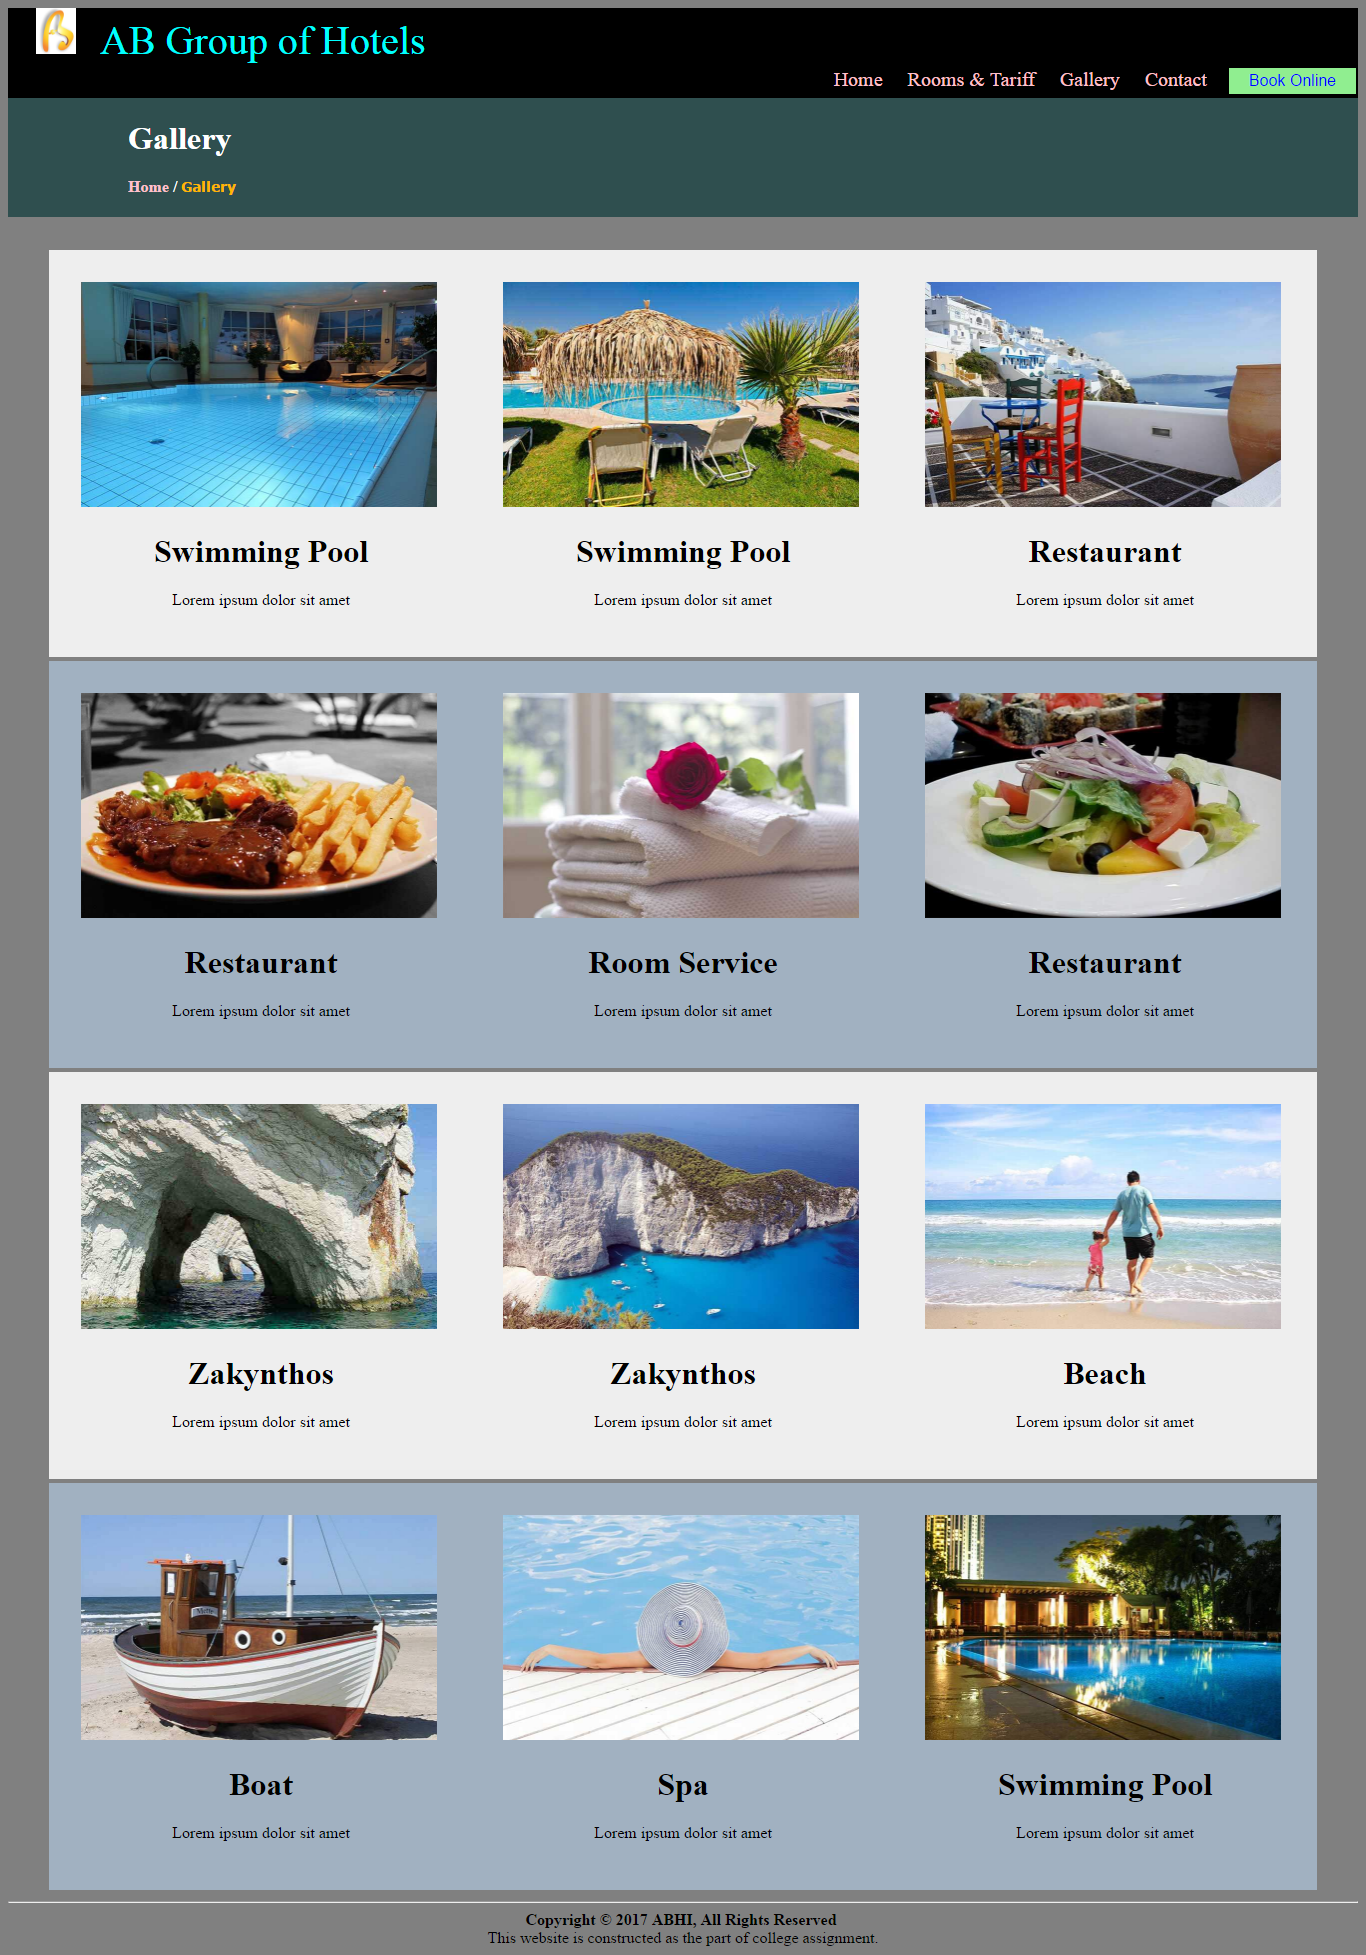 AB Group of Hotels
Home Rooms & Tariff Gallery Contact Book Online
Gallery
Home / Gallery
Swimming Pool Swimming Pool Restaurant
Lorem ipsum dolor sit amet Lorem ipsum dolor sit amet Lorem ipsum dolor sit amet
Restaurant Room Service Restaurant
Lorem ipsum dolor sit amet Lorem ipsum dolor sit amet Lorem ipsum dolor sit amet
Zakynthos Zakynthos Beach
Lorem ipsum dolor sit amet Lorem ipsum dolor sit amet Lorem ipsum dolor sit amet
Boat Spa Swimming Pool
Lorem ipsum dolor sit amet Lorem ipsum dolor sit amet Lorem ipsum dolor sit amet
Copyright © 2017 ABHI, All Rights Reserved
This website is constructed as the part of college assignment.